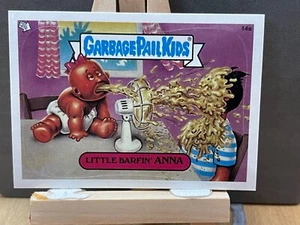 14a
GARBAGE PAIL KIDS
LITTLE BARFIN' ANNA